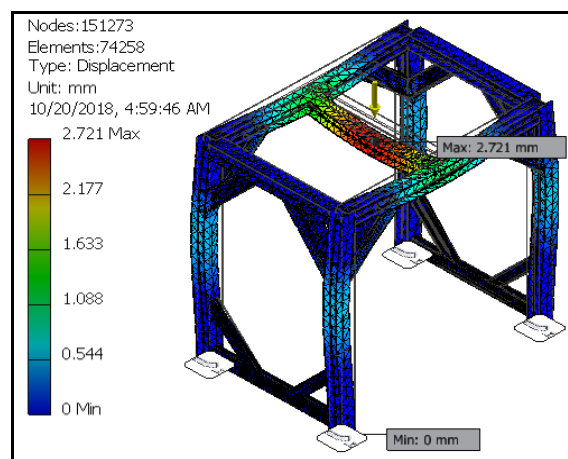 Nodes:151273
Elements:74258
Type: Displacement
Unit: mm
10/20/2018, 4:59:46 AM
2.721 Max
2.177
1.633
1.088
0.544
0 Min
Max: 2.721 mm
Min: 0 mm